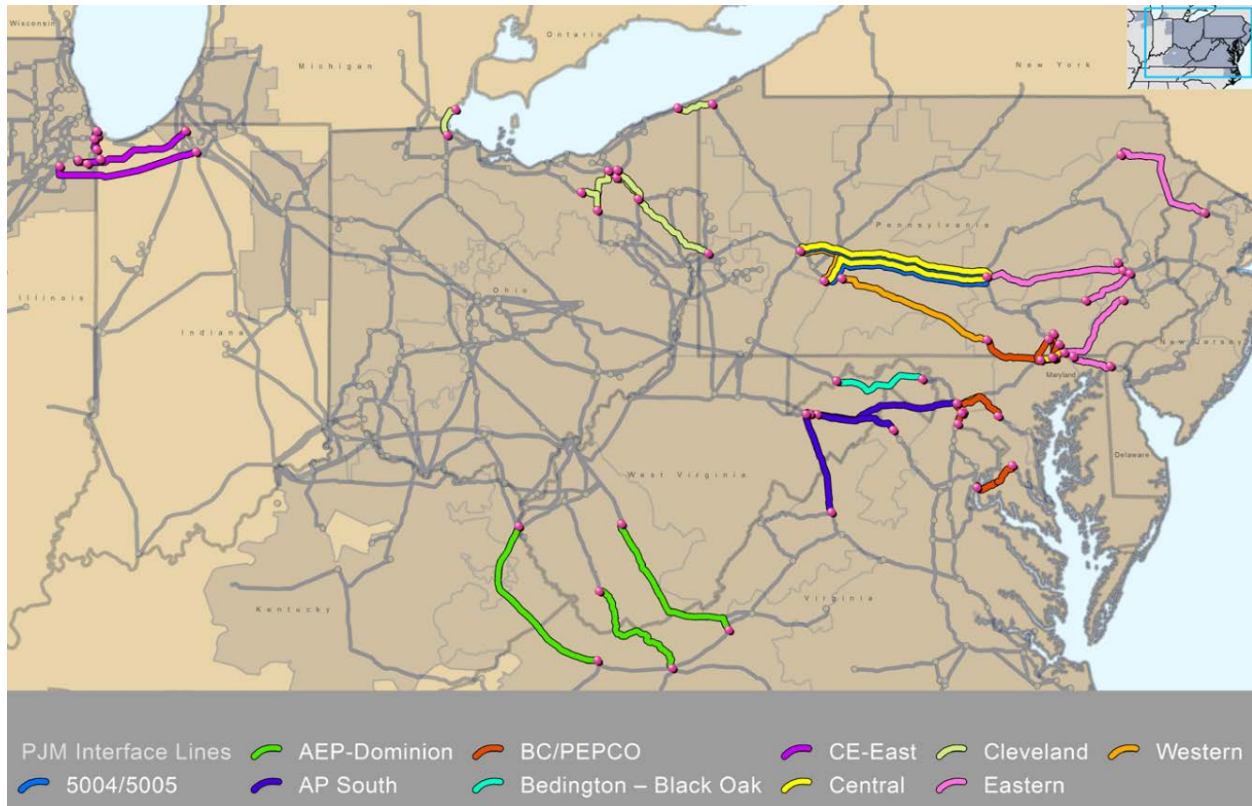 Wisconsin
Michigan
Ontario
New York
Pennsylvania
Illinois
Indiana
Ohio
New Jersey
Maryland
Delaware
West Virginia
Kentucky
Virginia
PJM Interface Lines
AEP-Dominion
BC/PEPCO
CE-East
Cleveland
Western
5004/5005
AP South
Bedington – Black Oak
Central
Eastern